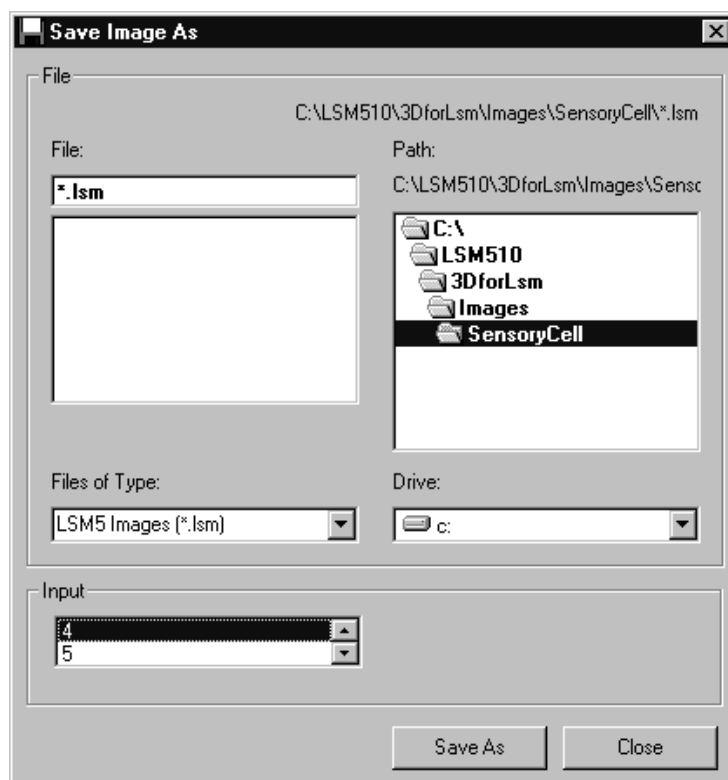 Save Image As
File
C:\LSM510\3DforLsm\Images\SensoryCell\*.lsm
File:
Path:
*.lsm
C:\LSM510\3DforLsm\Images\Senso
C:\
LSM510
3DforLsm
Images
SensoryCell
Files of Type:
Drive:
LSM5 Images (*.lsm)
c:
Input
4
5
Save As
Close